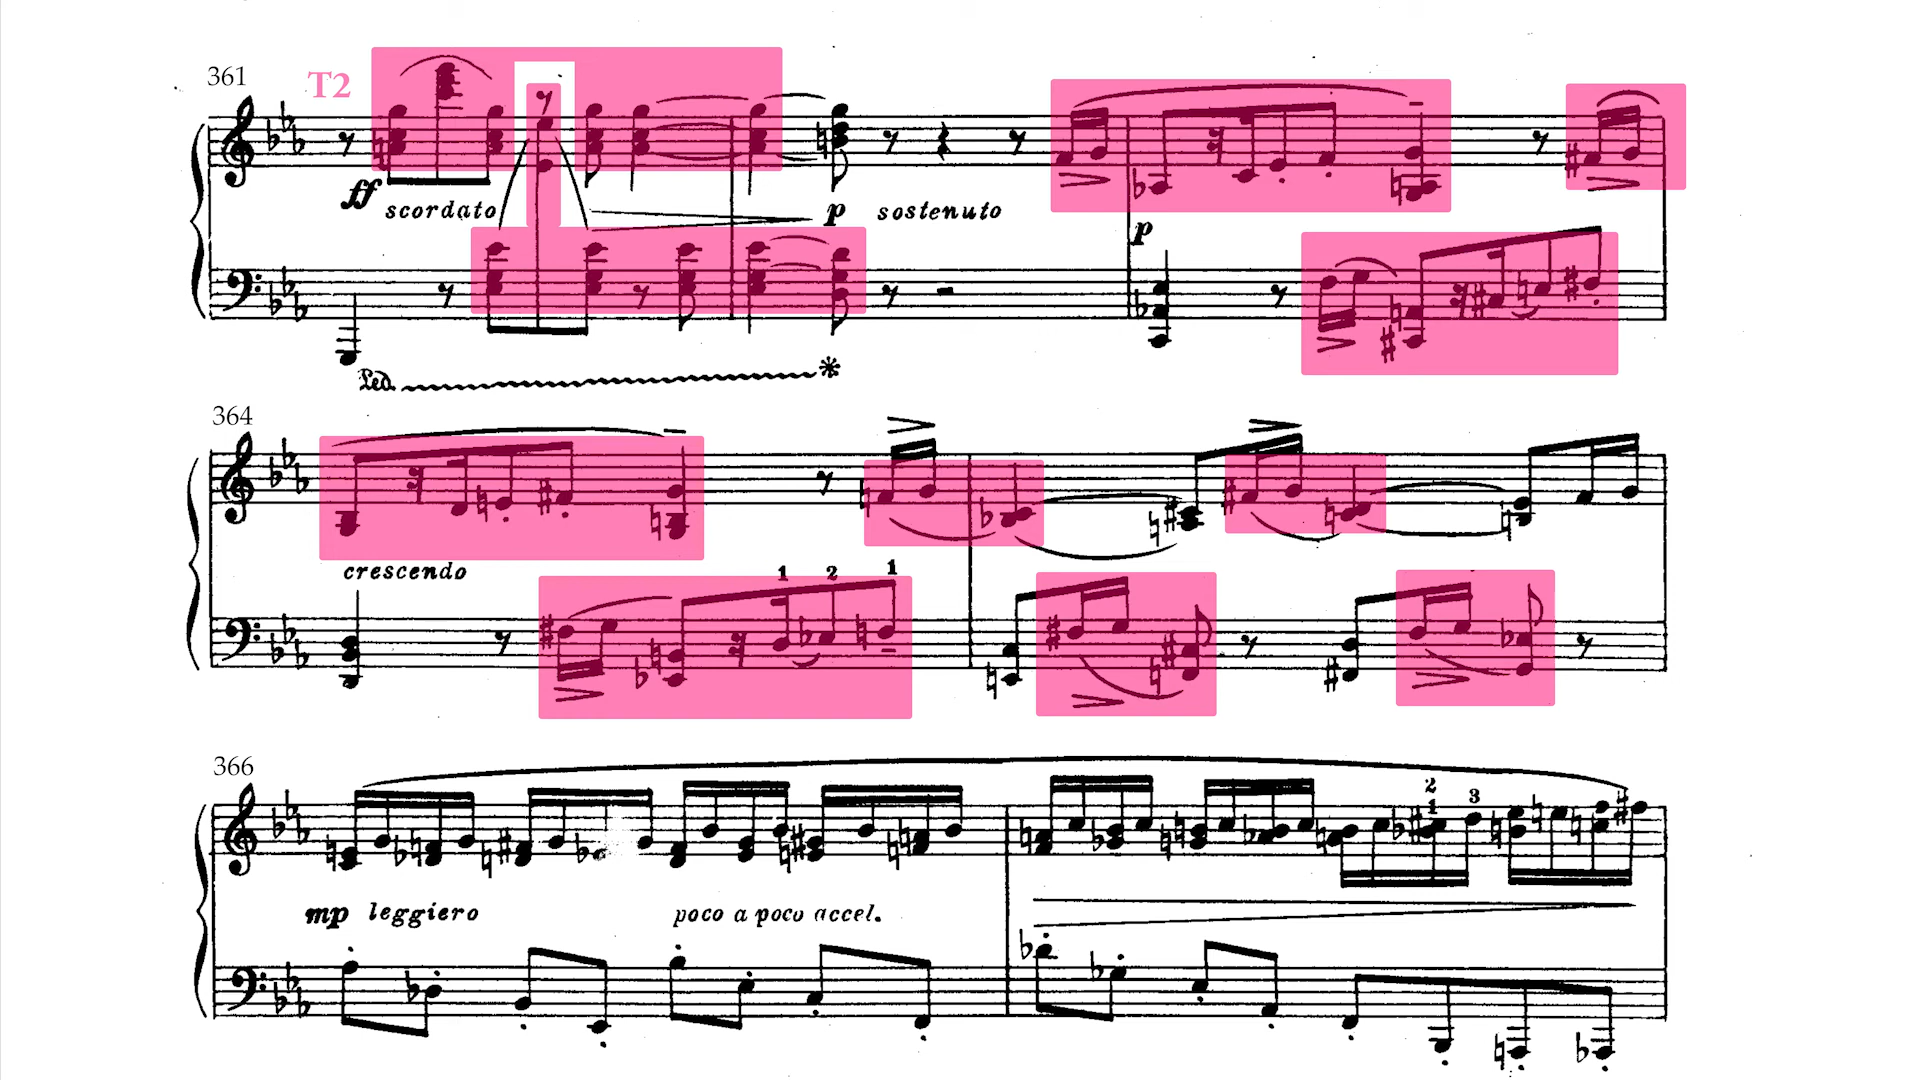 361 T2
ff scordato p sostenuto
p
Ped.
364
crescendo 1 2 1
366
2
1 3
mp leggiero poco a poco accel.